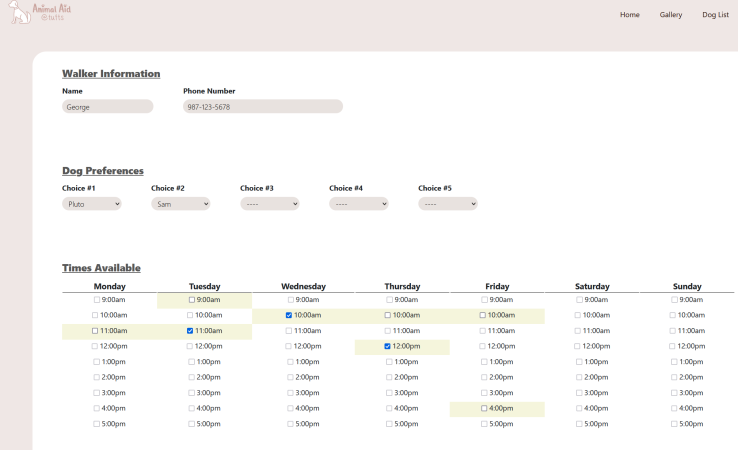 Animal Aid
@tufts
Home Gallery Dog List
Walker Information
Name Phone Number
George 987-123-5678
Dog Preferences
Choice #1 Choice #2 Choice #3 Choice #4 Choice #5
Pluto Sam ---- ---- ----
Times Available
Monday Tuesday Wednesday Thursday Friday Saturday Sunday
9:00am 9:00am 9:00am 9:00am 9:00am 9:00am 9:00am
10:00am 10:00am 10:00am 10:00am 10:00am 10:00am 10:00am
11:00am 11:00am 11:00am 11:00am 11:00am 11:00am 11:00am
12:00pm 12:00pm 12:00pm 12:00pm 12:00pm 12:00pm 12:00pm
1:00pm 1:00pm 1:00pm 1:00pm 1:00pm 1:00pm 1:00pm
2:00pm 2:00pm 2:00pm 2:00pm 2:00pm 2:00pm 2:00pm
3:00pm 3:00pm 3:00pm 3:00pm 3:00pm 3:00pm 3:00pm
4:00pm 4:00pm 4:00pm 4:00pm 4:00pm 4:00pm 4:00pm
5:00pm 5:00pm 5:00pm 5:00pm 5:00pm 5:00pm 5:00pm